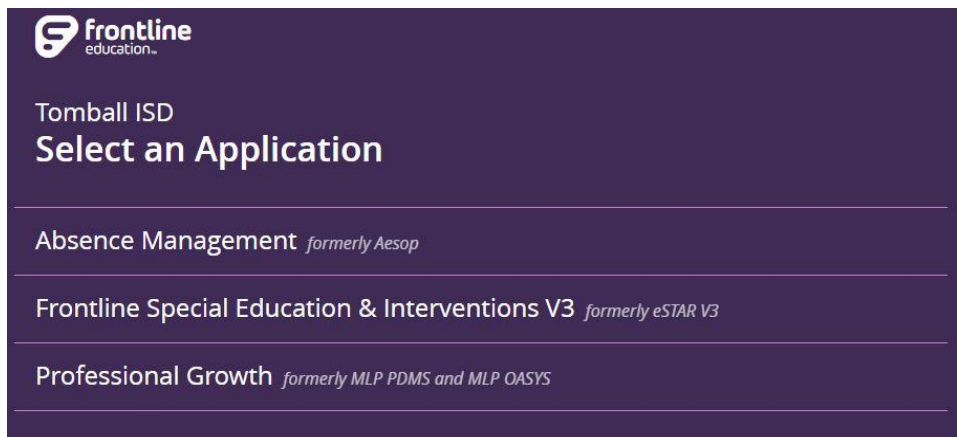 frontline
education™
Tomball ISD
Select an Application
Absence Management formerly Aesop
Frontline Special Education & Interventions V3 formerly eSTAR V3
Professional Growth formerly MLP PDMS and MLP OASYS